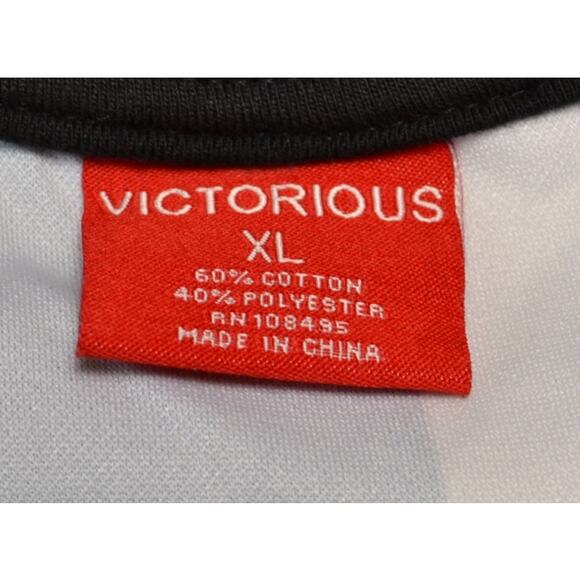 VICTORIOUS
XL
60% COTTON
40% POLYESTER
RN108495
MADE IN CHINA